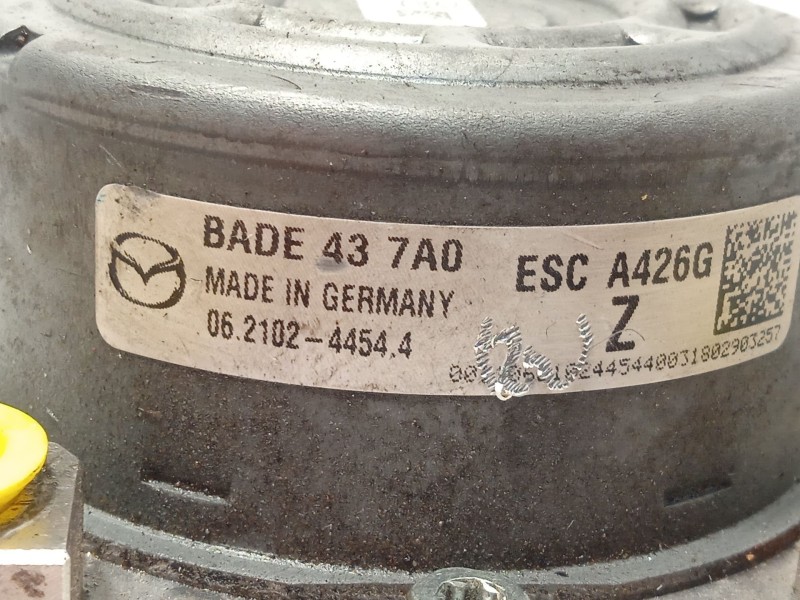 BADE 43 7A0
MADE IN GERMANY
06.2102-4454.4
ESC A426G
Z